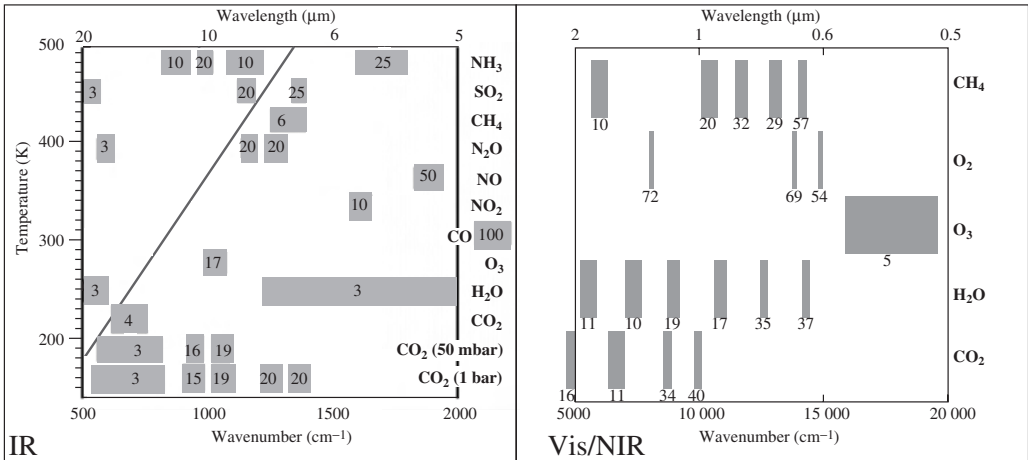 Wavelength (μm)
20 10 6 5
500
10 20 10 25 NH₃
3 20 25 SO₂
6 CH₄
400
3 20 20 N₂O
50 NO
10 NO₂
Temperature (K)
300
CO 100
17 O₃
3 3 H₂O
4 CO₂
200
3 16 19 CO₂ (50 mbar)
3 15 19 20 20 CO₂ (1 bar)
500 1000 1500 2000
Wavenumber (cm⁻¹)
IR
Wavelength (μm)
2 1 0.6 0.5
CH₄
10 20 32 29 57
O₂
72 69 54
O₃
5
H₂O
11 10 19 17 35 37
CO₂
16 11 34 40
5000 10 000 15 000 20 000
Wavenumber (cm⁻¹)
Vis/NIR